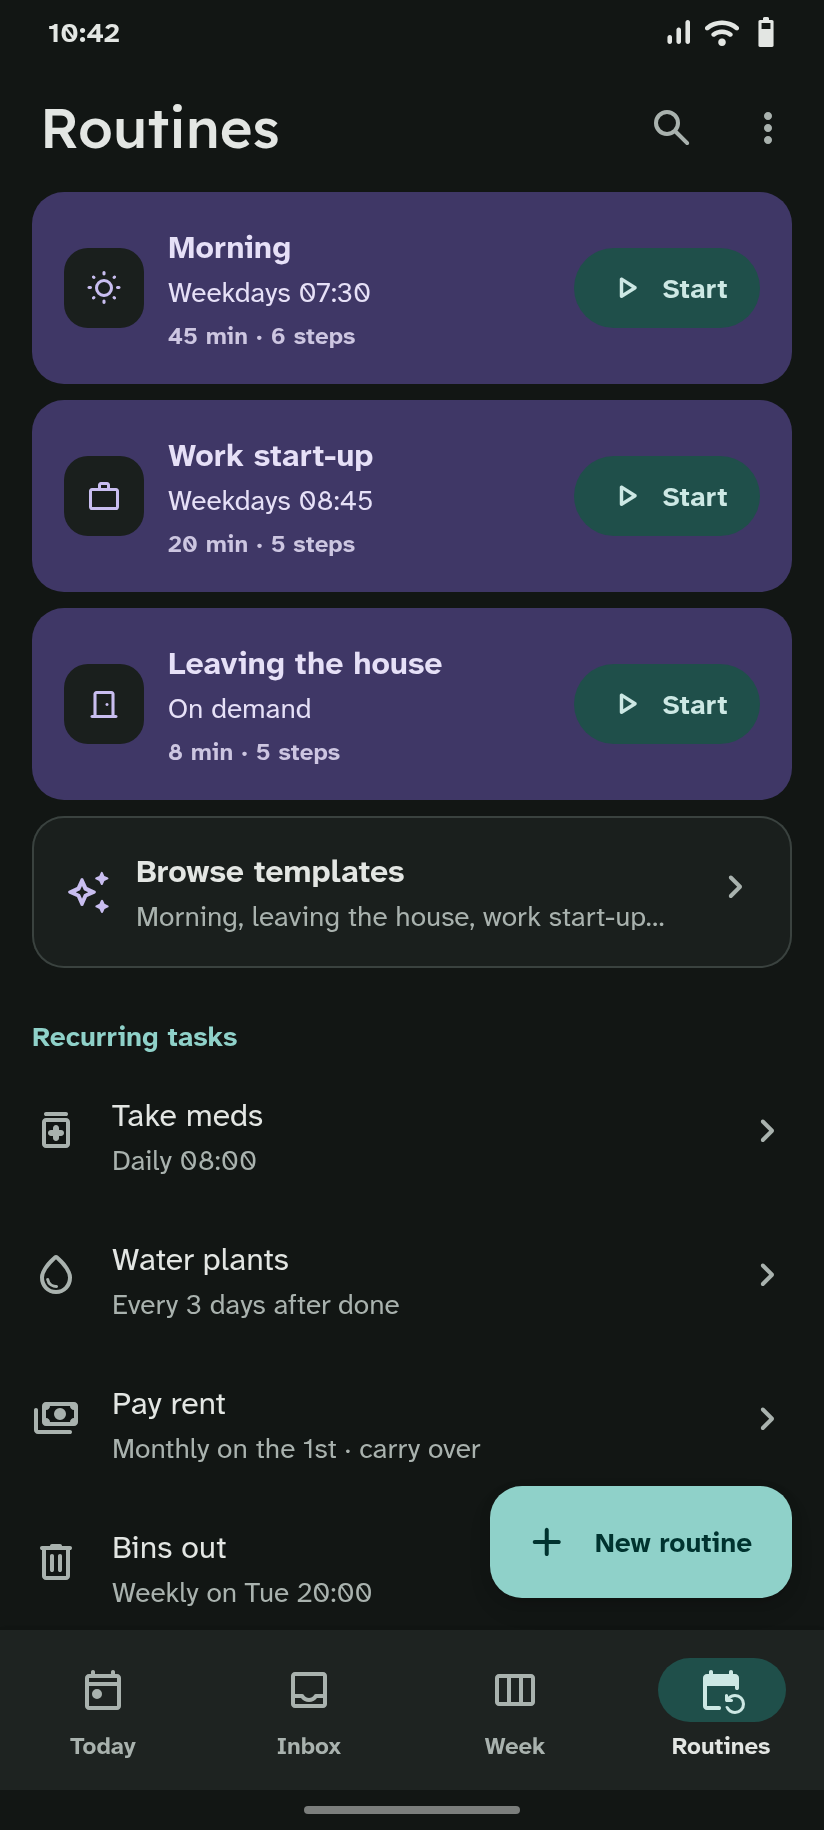 10:42
Routines
Morning
Weekdays 07:30
45 min · 6 steps
Start
Work start-up
Weekdays 08:45
20 min · 5 steps
Start
Leaving the house
On demand
8 min · 5 steps
Start
Browse templates
Morning, leaving the house, work start-up...
Recurring tasks
Take meds
Daily 08:00
Water plants
Every 3 days after done
Pay rent
Monthly on the 1st · carry over
Bins out
Weekly on Tue 20:00
New routine
Today
Inbox
Week
Routines